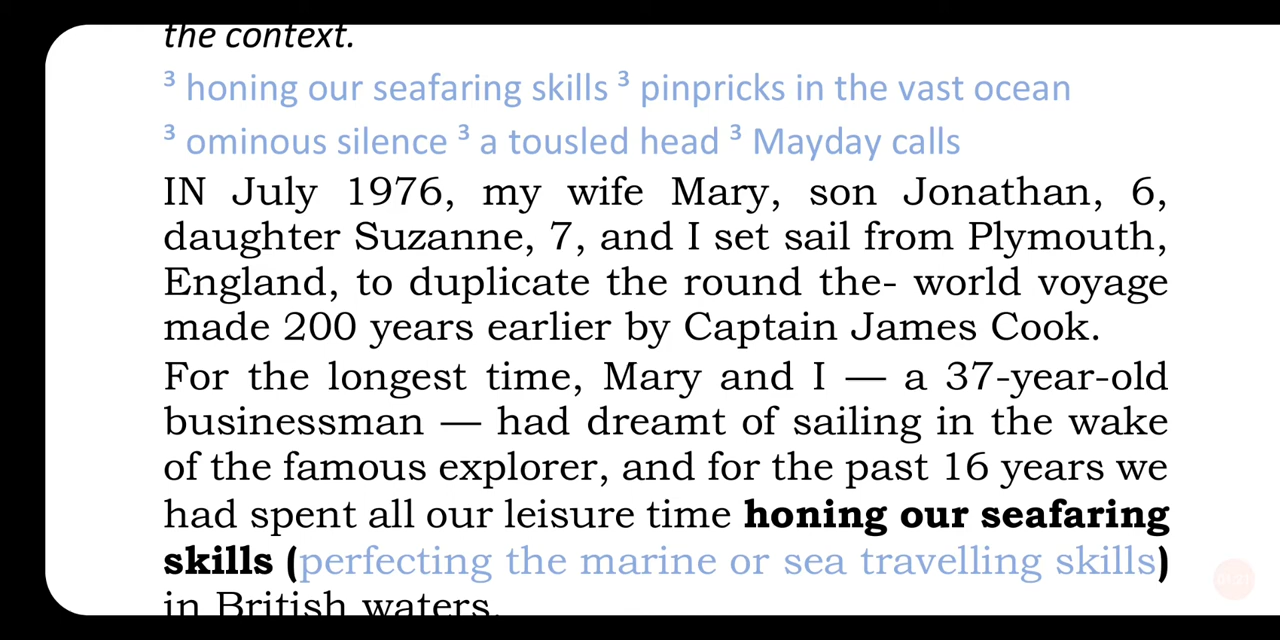 the context.
³ honing our seafaring skills ³ pinpricks in the vast ocean
³ ominous silence ³ a tousled head ³ Mayday calls
IN July 1976, my wife Mary, son Jonathan, 6,
daughter Suzanne, 7, and I set sail from Plymouth,
England, to duplicate the round the- world voyage
made 200 years earlier by Captain James Cook.
For the longest time, Mary and I — a 37-year-old
businessman — had dreamt of sailing in the wake
of the famous explorer, and for the past 16 years we
had spent all our leisure time honing our seafaring
skills (perfecting the marine or sea travelling skills)
in British waters.
01:21